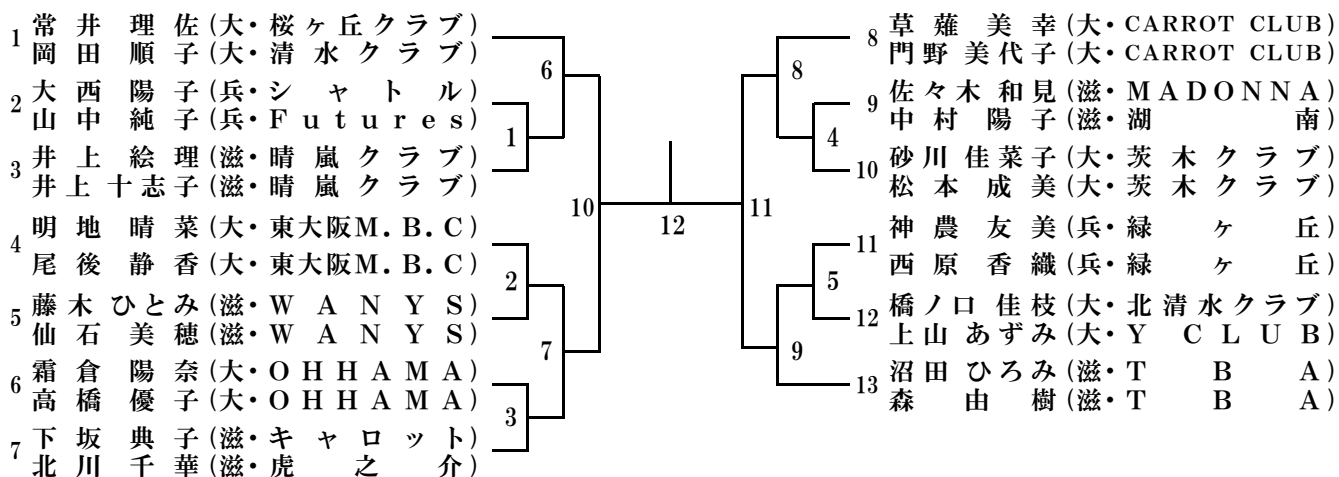 1 常井理佐(大・桜ヶ丘クラブ)
岡田順子(大・清水クラブ)
2 大西陽子(兵・シャトル)
山中純子(兵・Futures)
3 井上絵理(滋・晴嵐クラブ)
井上十志子(滋・晴嵐クラブ)
4 明地晴菜(大・東大阪M.B.C)
尾後静香(大・東大阪M.B.C)
5 藤木ひとみ(滋・WANYS)
仙石美穂(滋・WANYS)
6 霜倉陽奈(大・OHHAMA)
高橋優子(大・OHHAMA)
7 下坂典子(滋・キャロット)
北川千華(滋・虎之介)
6
1
10
2
7
3
12
8
4
11
5
9
8 草薙美幸(大・CARROT CLUB)
門野美代子(大・CARROT CLUB)
9 佐々木和見(滋・MADONNA)
中村陽子(滋・湖南)
10 砂川佳菜子(大・茨木クラブ)
松本成美(大・茨木クラブ)
11 神農友美(兵・緑ヶ丘)
西原香織(兵・緑ヶ丘)
12 橋ノ口佳枝(大・北清水クラブ)
上山あずみ(大・Y CLUB)
13 沼田ひろみ(滋・TBA)
森由樹(滋・TBA)